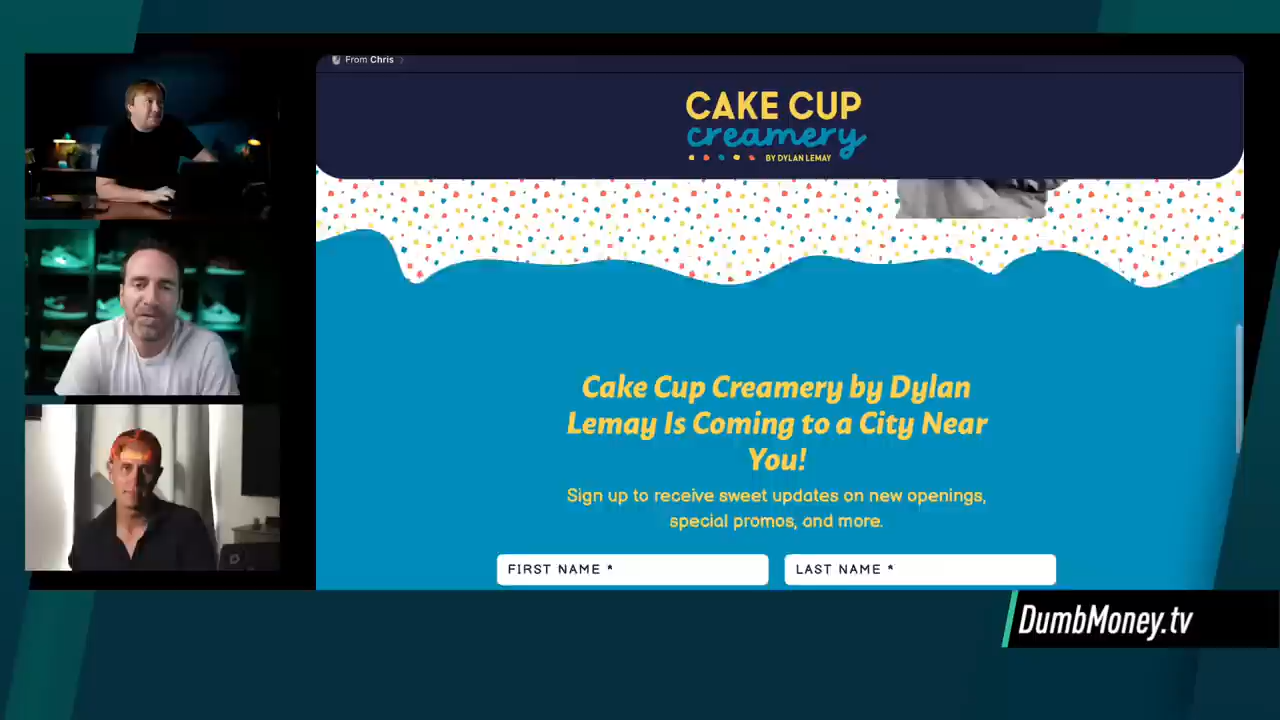 From Chris
CAKE CUP
creamery
BY DYLAN LEMAY
Cake Cup Creamery by Dylan
Lemay Is Coming to a City Near
You!
Sign up to receive sweet updates on new openings,
special promos, and more.
FIRST NAME *
LAST NAME *
DumbMoney.tv